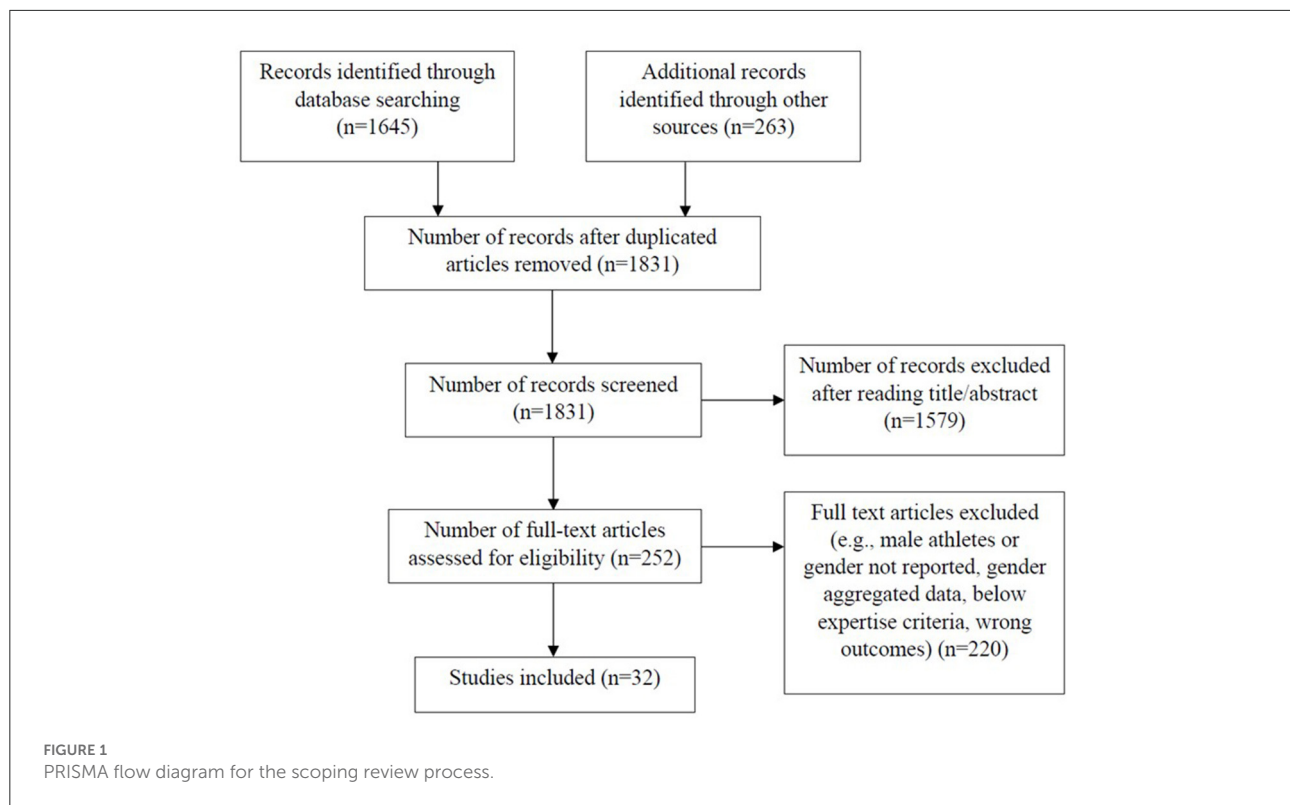 Records identified through
database searching
(n=1645)
Additional records
identified through other
sources (n=263)
Number of records after duplicated
articles removed (n=1831)
Number of records screened
(n=1831)
Number of records excluded
after reading title/abstract
(n=1579)
Number of full-text articles
assessed for eligibility (n=252)
Full text articles excluded
(e.g., male athletes or
gender not reported, gender
aggregated data, below
expertise criteria, wrong
outcomes) (n=220)
Studies included (n=32)
FIGURE 1
PRISMA flow diagram for the scoping review process.